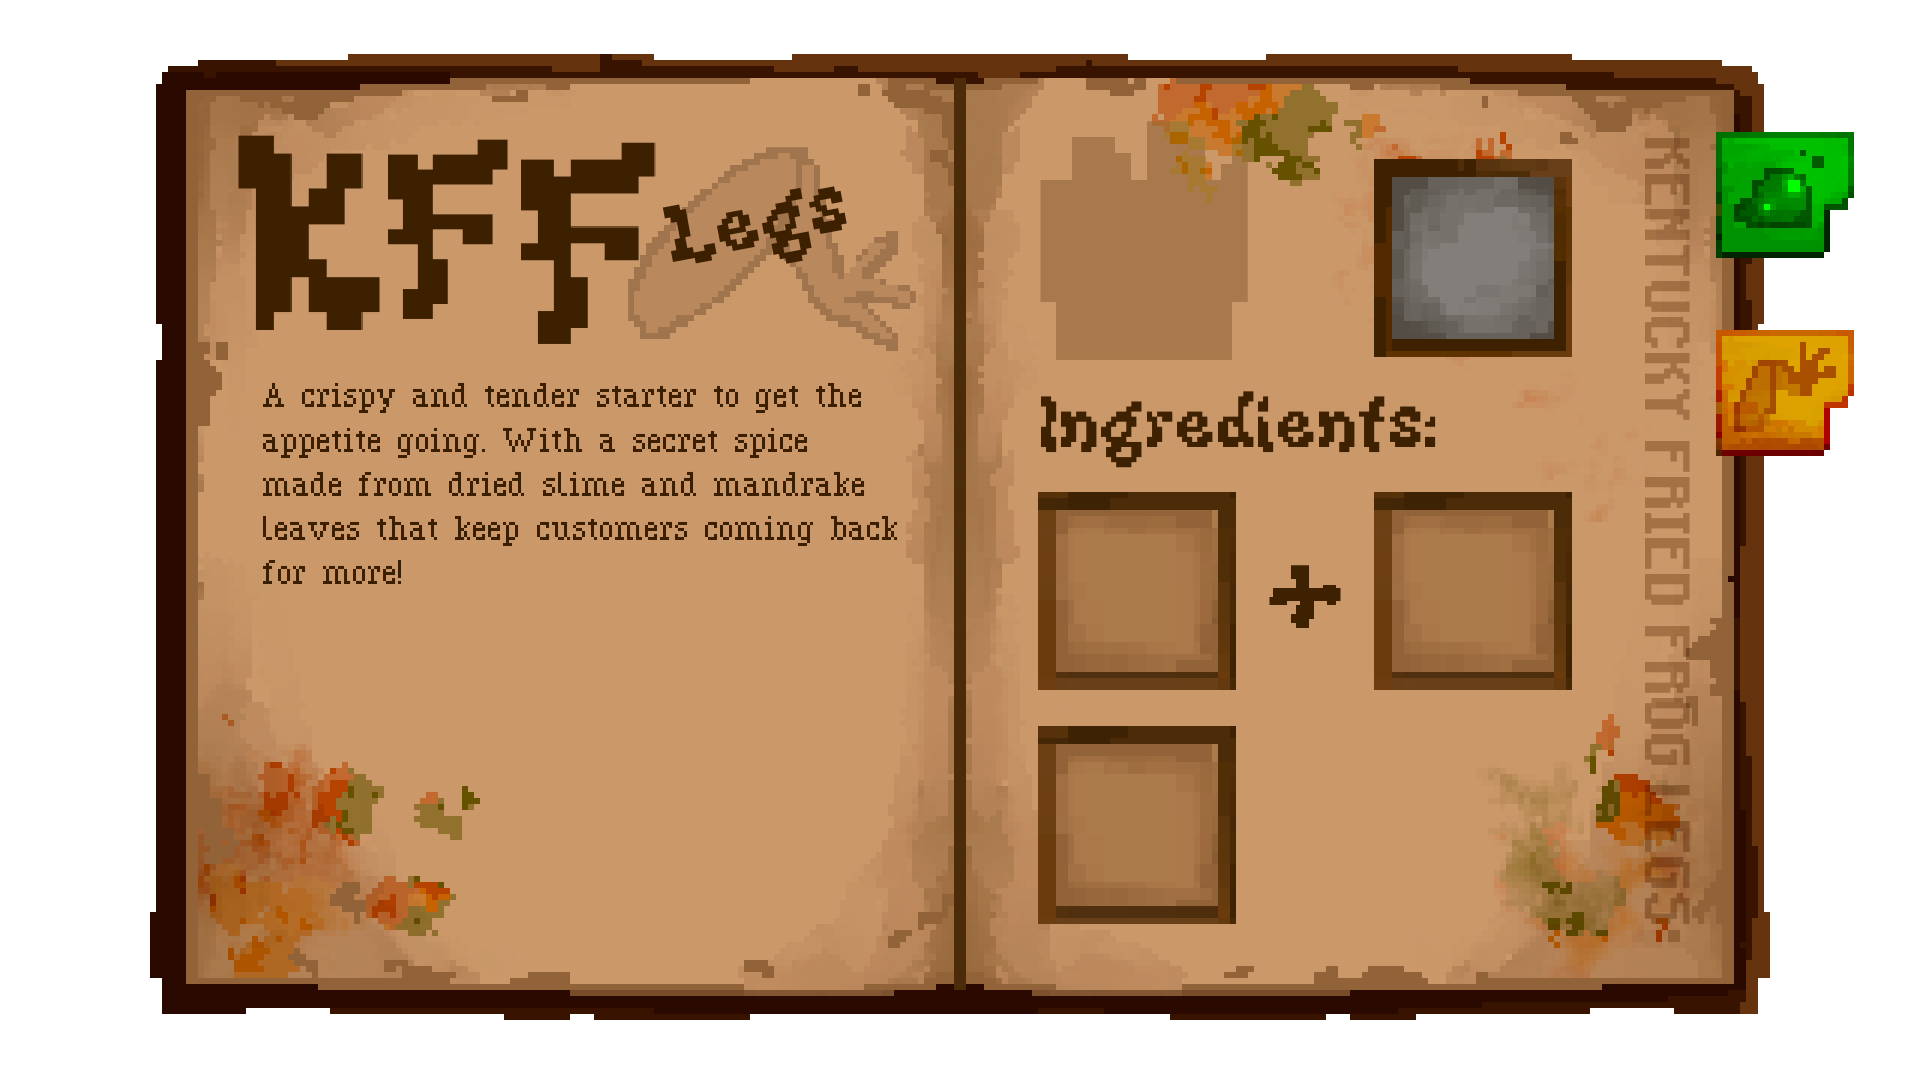 KFF Legs
A crispy and tender starter to get the
appetite going. With a secret spice
made from dried slime and mandrake
leaves that keep customers coming back
for more!
Ingredients:
+
KENTUCKY FRIED FROG LEGS